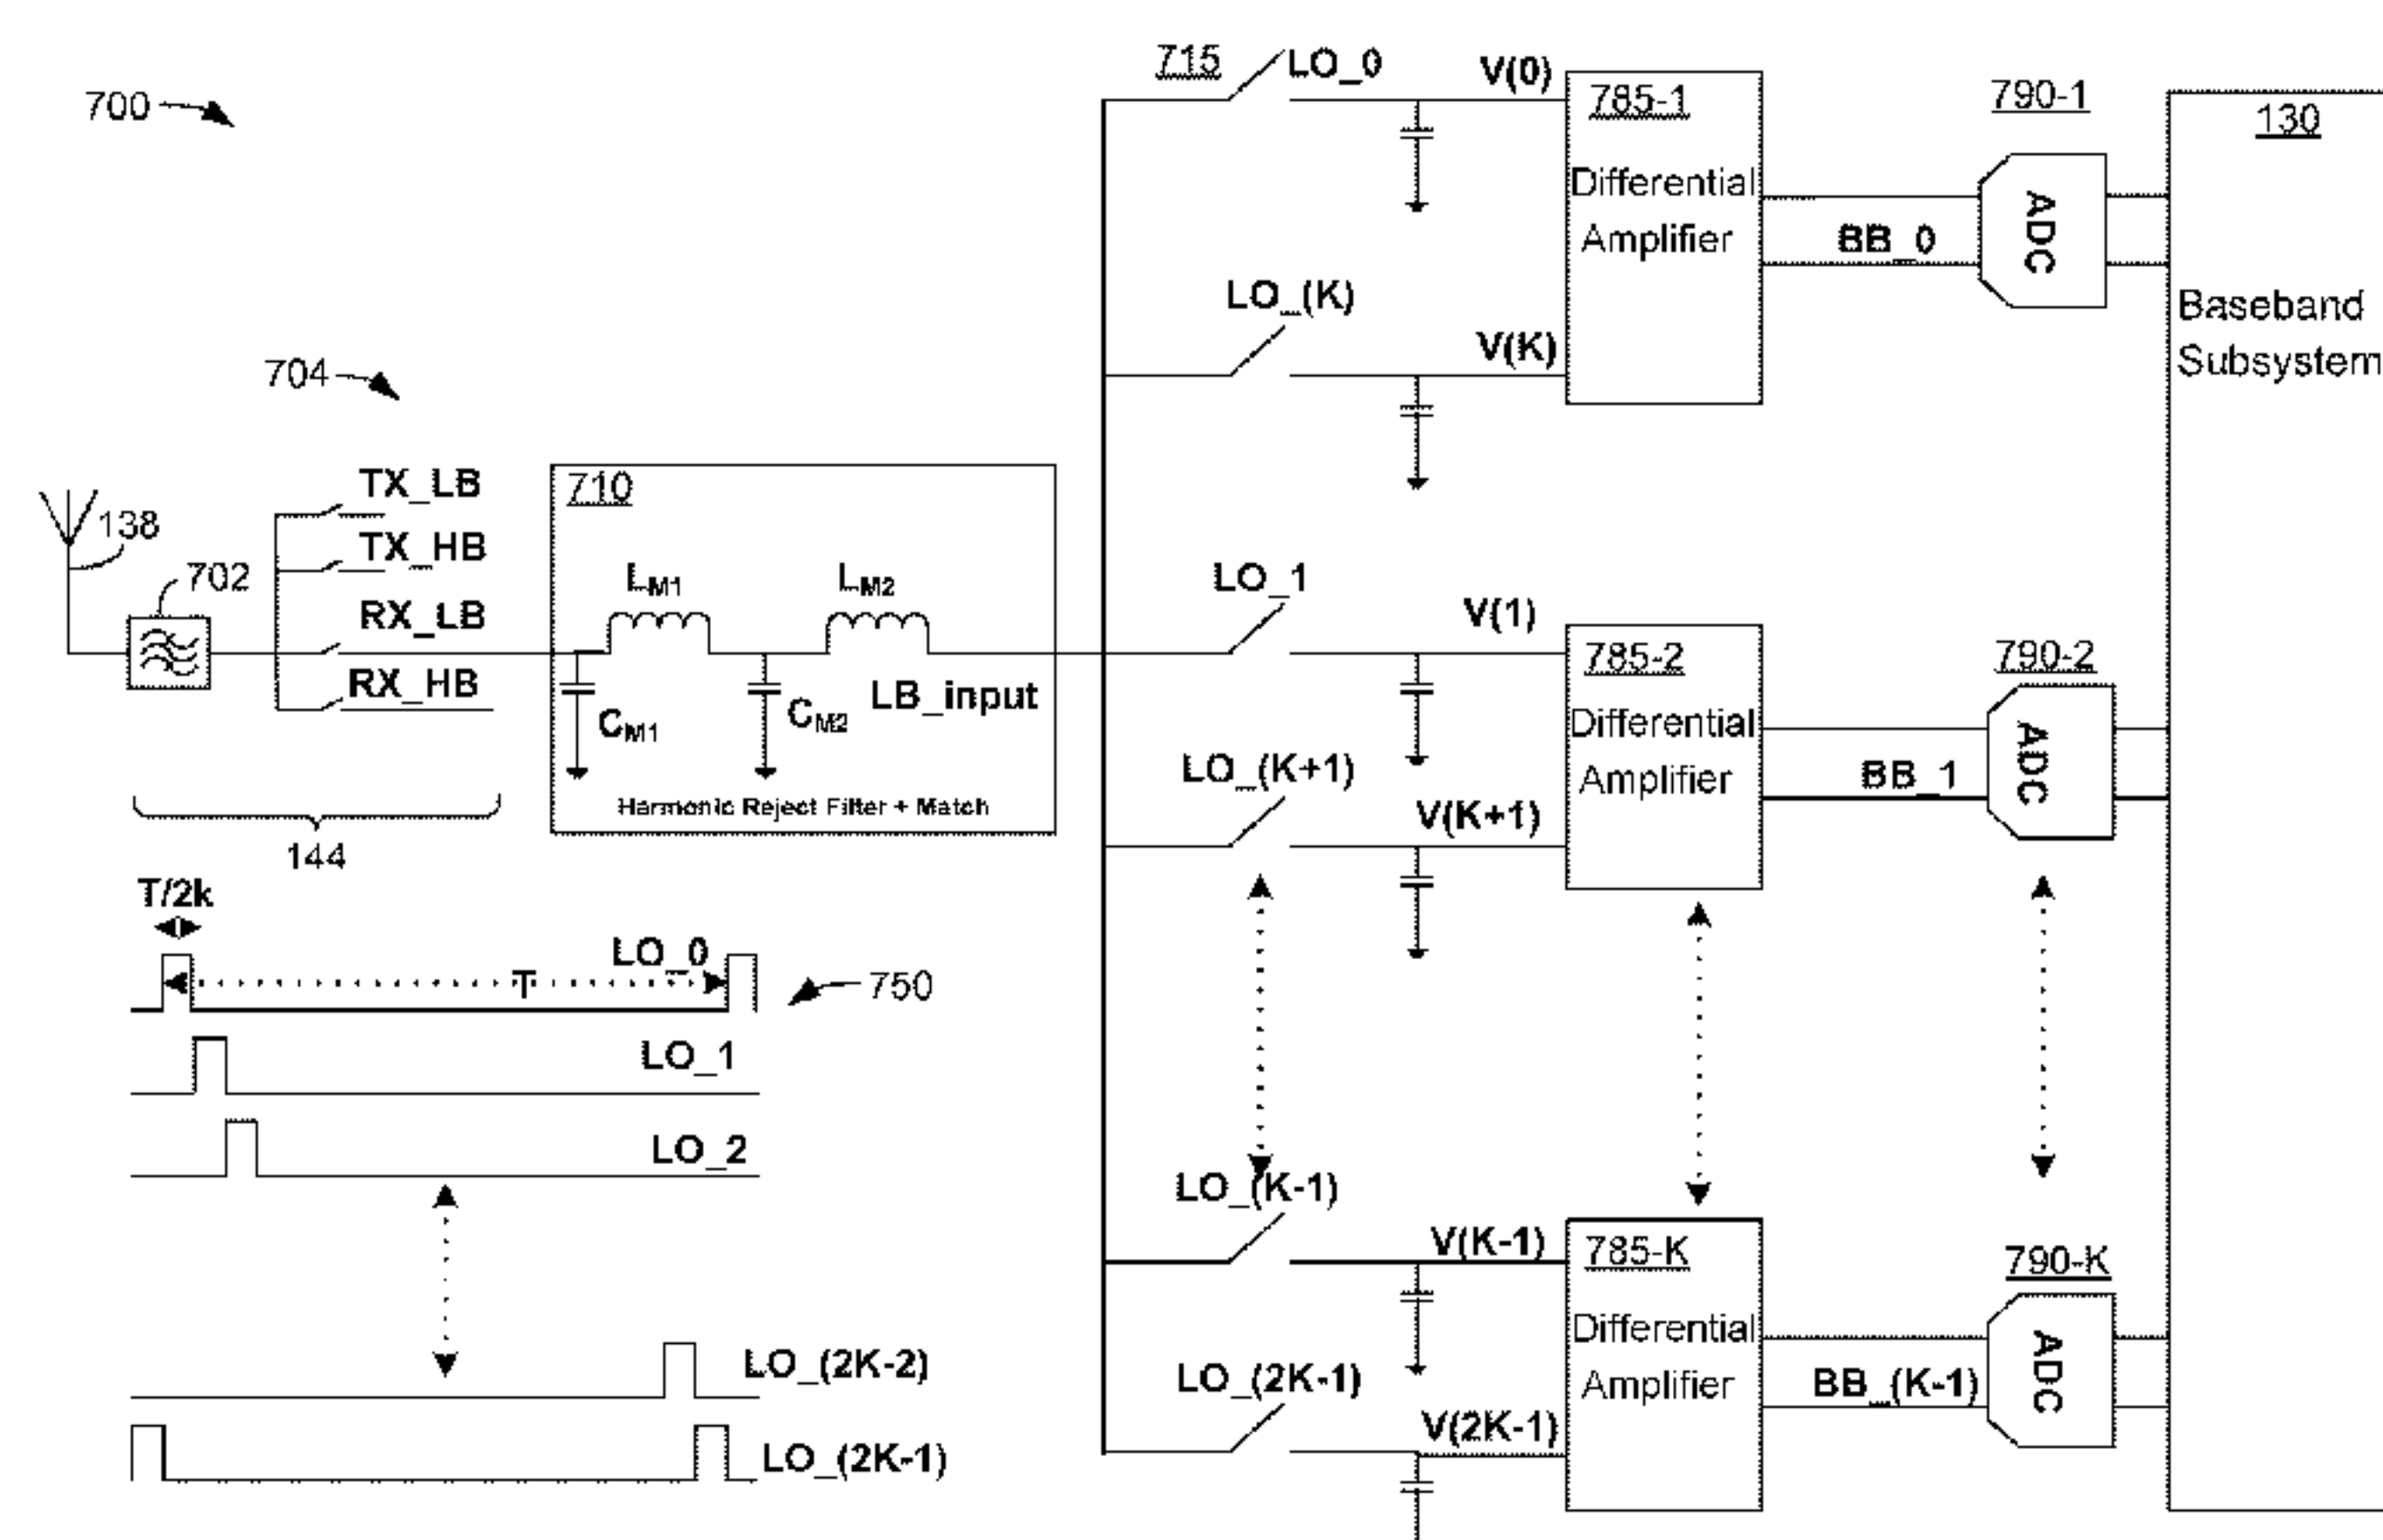 700
704
138
702
TX_LB
TX_HB
RX_LB
RX_HB
144
710
LM1
LM2
CM1
CM2
LB_input
Harmonic Reject Filter + Match
715
LO_0
V(0)
LO_(K)
V(K)
LO_1
V(1)
LO_(K+1)
V(K+1)
LO_(K-1)
V(K-1)
LO_(2K-1)
V(2K-1)
785-1
Differential
Amplifier
785-2
Differential
Amplifier
785-K
Differential
Amplifier
BB_0
BB_1
BB_(K-1)
790-1
ADC
790-2
ADC
790-K
ADC
130
Baseband
Subsystem
T/2k
LO_0
T
750
LO_1
LO_2
LO_(2K-2)
LO_(2K-1)